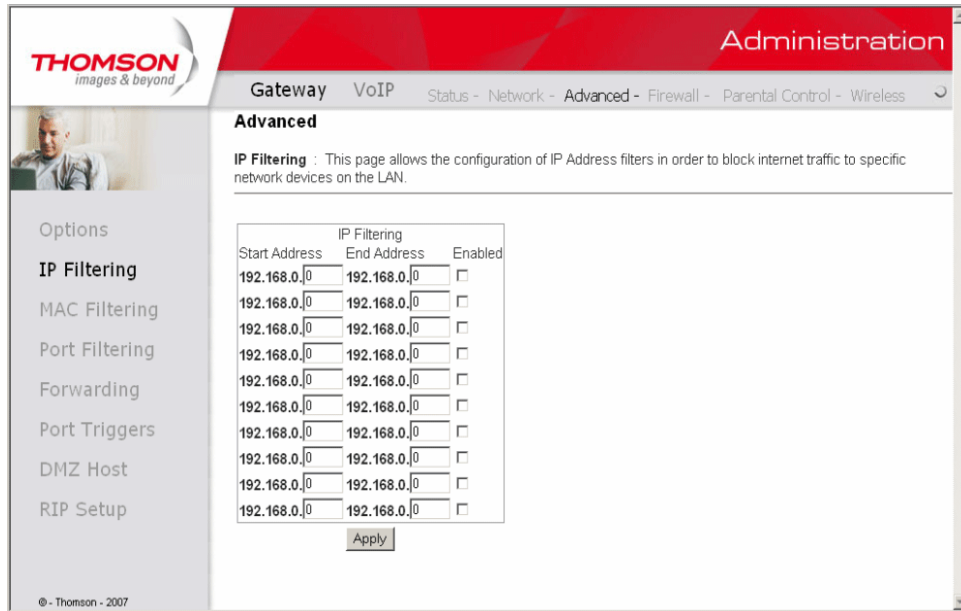 Administration
THOMSON
images & beyond
Gateway VoIP Status - Network - Advanced - Firewall - Parental Control - Wireless
Advanced
IP Filtering : This page allows the configuration of IP Address filters in order to block internet traffic to specific
network devices on the LAN.
Options
IP Filtering
MAC Filtering
Port Filtering
Forwarding
Port Triggers
DMZ Host
RIP Setup
IP Filtering
Start Address End Address Enabled
192.168.0.0 192.168.0.0
192.168.0.0 192.168.0.0
192.168.0.0 192.168.0.0
192.168.0.0 192.168.0.0
192.168.0.0 192.168.0.0
192.168.0.0 192.168.0.0
192.168.0.0 192.168.0.0
192.168.0.0 192.168.0.0
192.168.0.0 192.168.0.0
192.168.0.0 192.168.0.0
Apply
© - Thomson - 2007